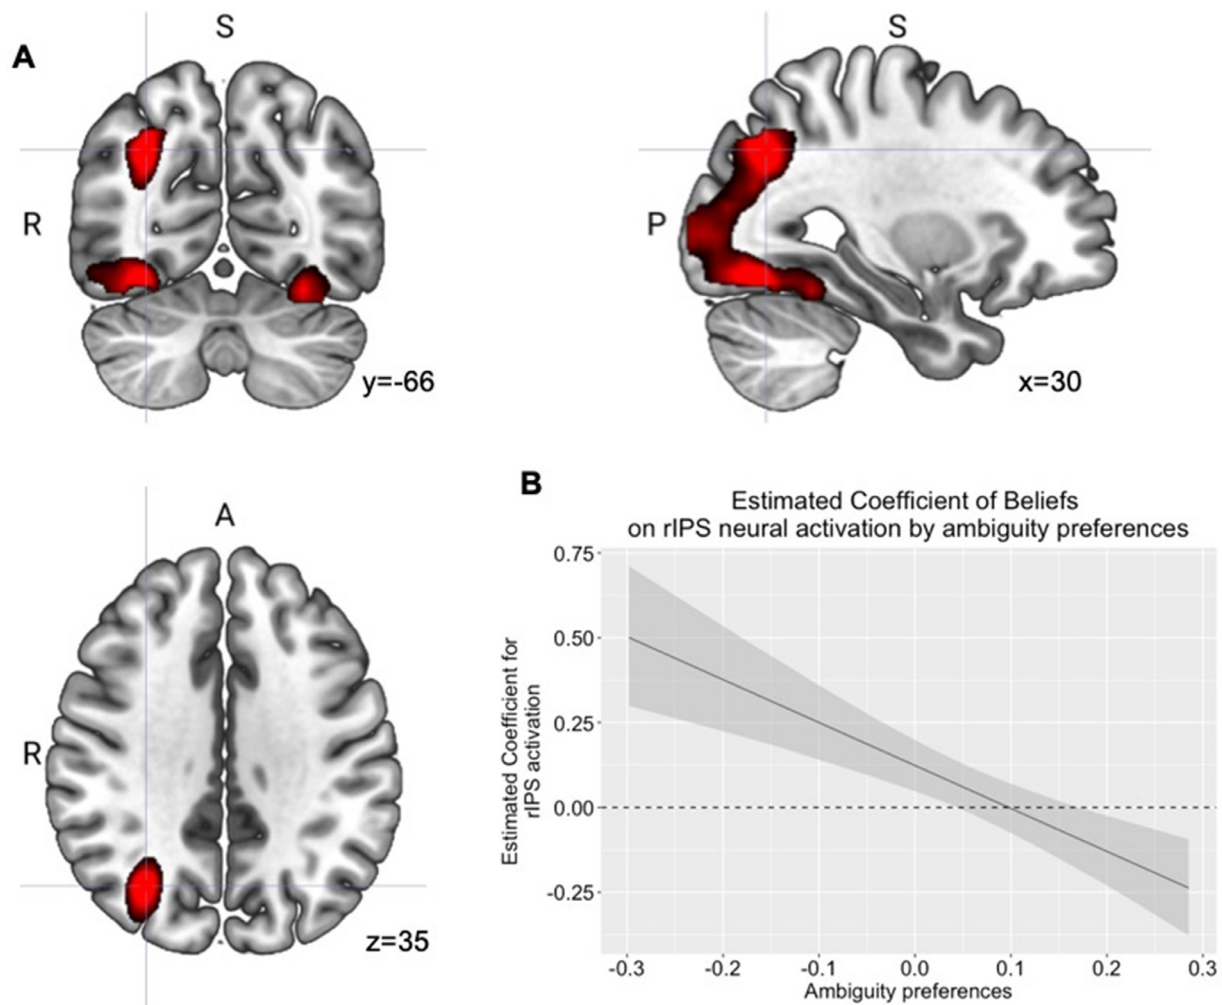 A
S
R
y=-66
S
P
x=30
A
R
z=35
B
Estimated Coefficient of Beliefs
on rIPS neural activation by ambiguity preferences
Estimated Coefficient for
rIPS activation
0.75
0.50
0.25
0.00
-0.25
-0.3 -0.2 -0.1 0.0 0.1 0.2 0.3
Ambiguity preferences